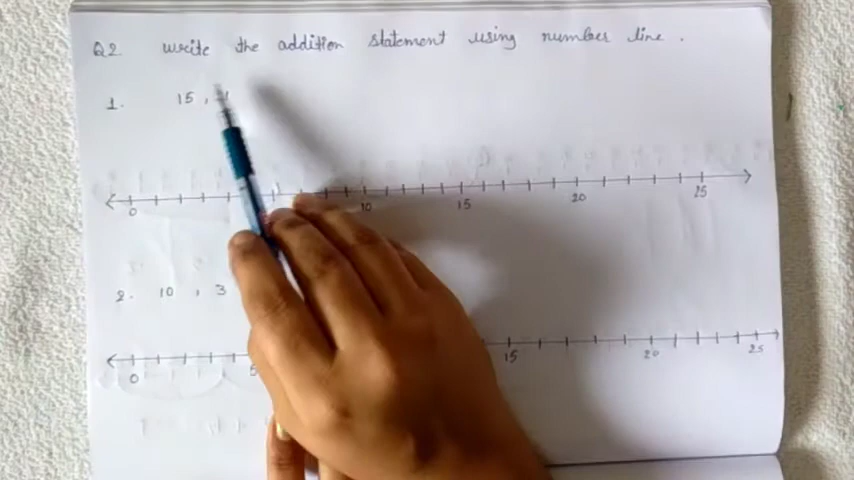 Q2 write the addition statement using number line .
1. 15 ,
0 10 15 20 25
2. 10 , 3
0 5 15 20 25